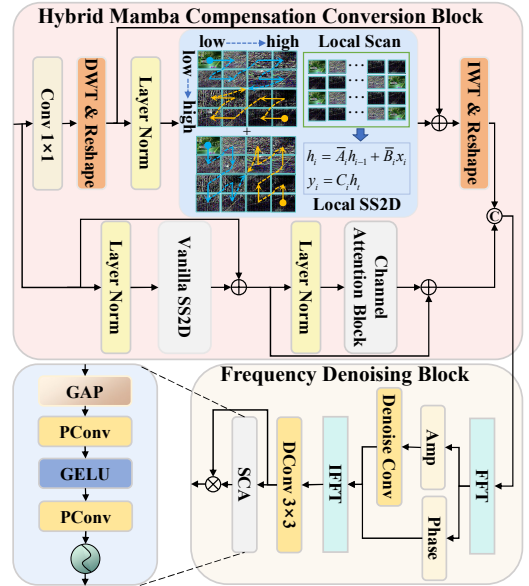 Hybrid Mamba Compensation Conversion Block
low
high
low
high
Local Scan
Conv 1×1
DWT & Reshape
Layer Norm
+
h_i = A̅_i h_{i-1} + B̅_i x_i
y_i = C_i h_t
Local SS2D
IWT & Reshape
C
Layer Norm
Vanilla SS2D
Layer Norm
Channel
Attention Block
GAP
PConv
GELU
PConv
Frequency Denoising Block
SCA
DConv 3×3
IFFT
Denoise Conv
Amp
Phase
FFT